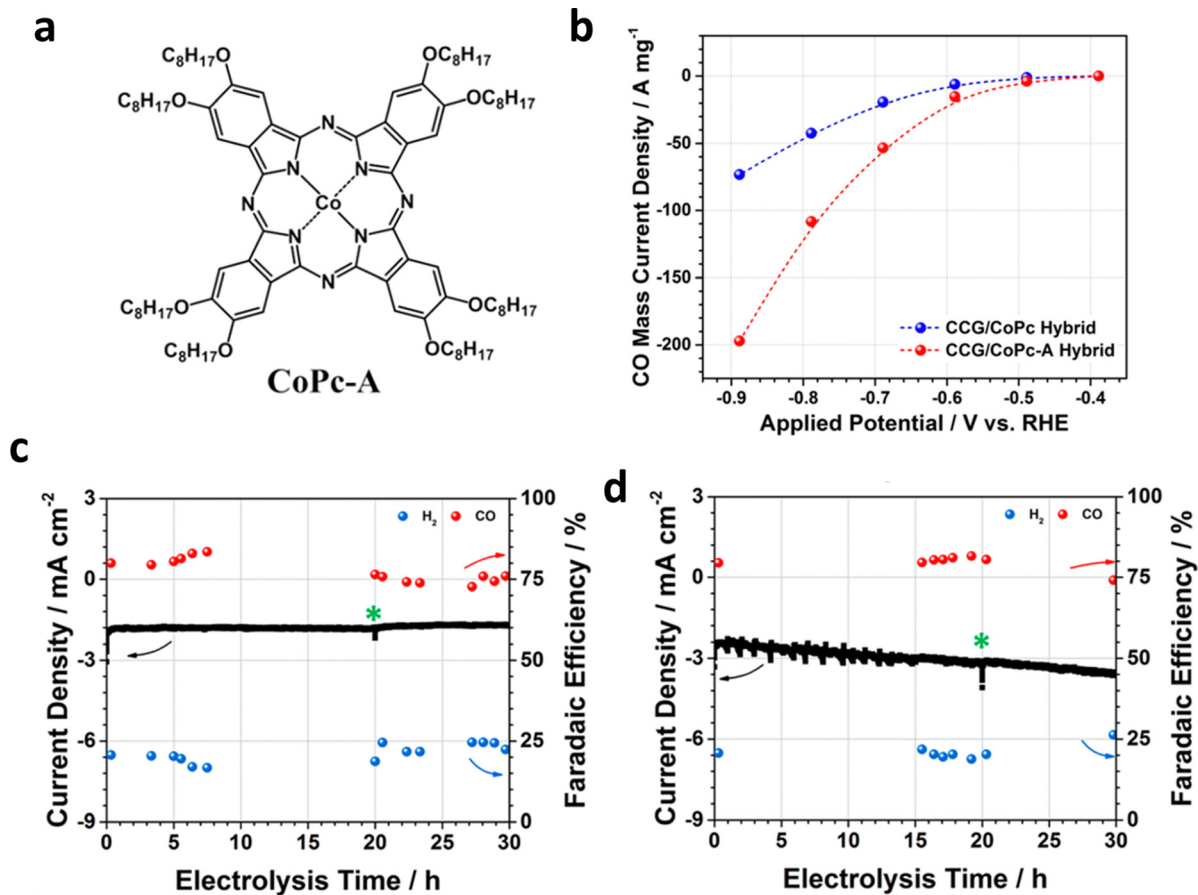 a
C₈H₁₇O OC₈H₁₇
C₈H₁₇O OC₈H₁₇
N
N N
N Co N
N N
N
C₈H₁₇O OC₈H₁₇
C₈H₁₇O OC₈H₁₇
CoPc-A
b
CO Mass Current Density / A mg⁻¹
0
-50
-100
-150
-200
CCG/CoPc Hybrid
CCG/CoPc-A Hybrid
-0.9 -0.8 -0.7 -0.6 -0.5 -0.4
Applied Potential / V vs. RHE
c
Current Density / mA cm⁻²
3
0
-3
-6
-9
H₂ CO
*
100
75
50
25
0
Faradaic Efficiency / %
0 5 10 15 20 25 30
Electrolysis Time / h
d
Current Density / mA cm⁻²
3
0
-3
-6
-9
H₂ CO
*
100
75
50
25
0
Faradaic Efficiency / %
0 5 10 15 20 25 30
Electrolysis Time / h